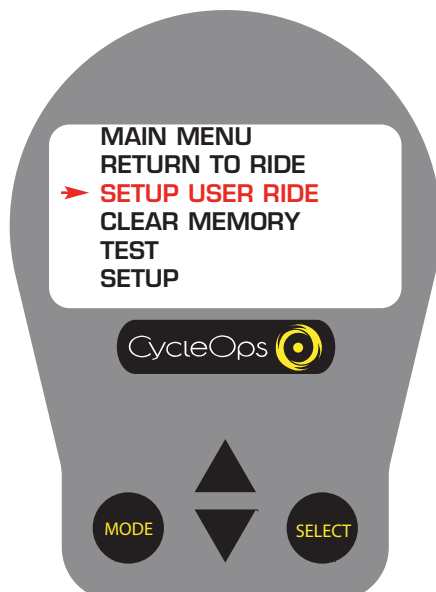 MAIN MENU
RETURN TO RIDE
SETUP USER RIDE
CLEAR MEMORY
TEST
SETUP
CycleOps
MODE
SELECT